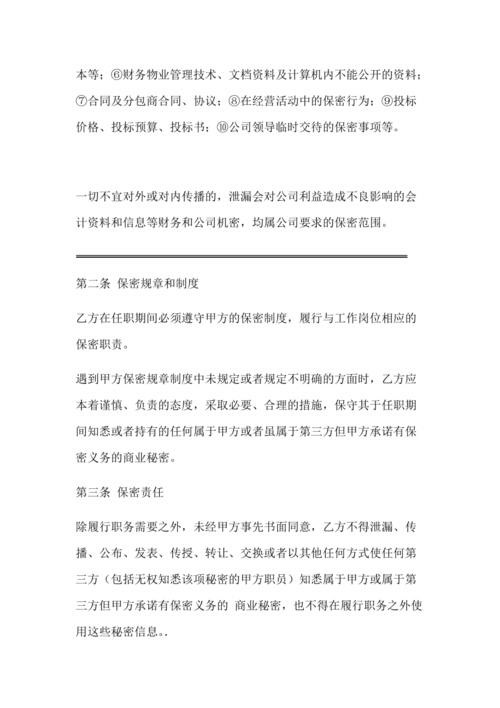 本等；⑥财务物业管理技术、文档资料及计算机内不能公开的资料；
⑦合同及分包商合同、协议；⑧在经营活动中的保密行为；⑨投标
价格、投标预算、投标书；⑩公司领导临时交待的保密事项等。
一切不宜对外或对内传播的，泄漏会对公司利益造成不良影响的会
计资料和信息等财务和公司机密，均属公司要求的保密范围。
第二条 保密规章和制度
乙方在任职期间必须遵守甲方的保密制度，履行与工作岗位相应的
保密职责。
遇到甲方保密规章制度中未规定或者规定不明确的方面时，乙方应
本着谨慎、负责的态度，采取必要、合理的措施，保守其于任职期
间知悉或者持有的任何属于甲方或者虽属于第三方但甲方承诺有保
密义务的商业秘密。
第三条 保密责任
除履行职务需要之外，未经甲方事先书面同意，乙方不得泄漏、传
播、公布、发表、传授、转让、交换或者以其他任何方式使任何第
三方（包括无权知悉该项秘密的甲方职员）知悉属于甲方或属于第
三方但甲方承诺有保密义务的 商业秘密，也不得在履行职务之外使
用这些秘密信息。.